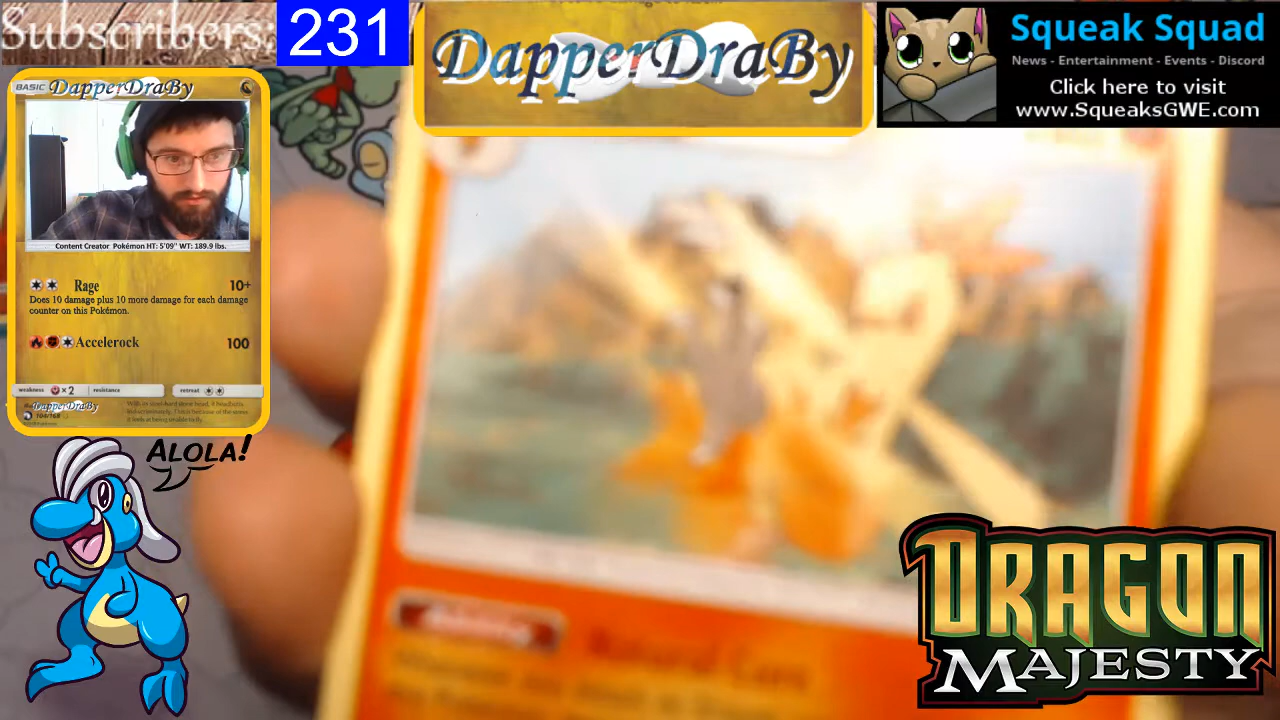 Subscribers:
231
DapperDraBy
Squeak Squad
News - Entertainment - Events - Discord
Click here to visit
www.SqueaksGWE.com
BASIC DapperDraBy
Content Creator Pokémon HT: 5'09" WT: 189.9 lbs.
Rage 10+
Does 10 damage plus 10 more damage for each damage
counter on this Pokémon.
Accelerock 100
weakness ×2 resistance retreat
DapperDraBy
104/168
ALOLA!
DRAGON
MAJESTY